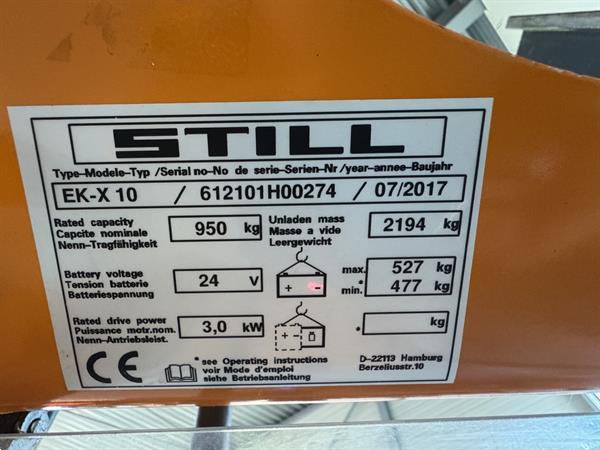 STILL
Type-Modele-Typ /Serial no-No de serie-Serien-Nr /year-annee-Baujahr
EK-X 10 / 612101H00274 / 07/2017
Rated capacity
Capcite nominale
Nenn-Tragfähigkeit
950 kg
Unladen mass
Masse a vide
Leergewicht
2194 kg
Battery voltage
Tension batterie
Batteriespannung
24 V
+ -
max. 527 kg
min.* 477 kg
Rated drive power
Puissance motr.nom.
Nenn-Antriebsleist.
3,0 kW
+ -
* kg
CE
*see Operating instructions
voir Mode d'emploi
siehe Betriebsanleitung
D-22113 Hamburg
Berzeliusstr.10